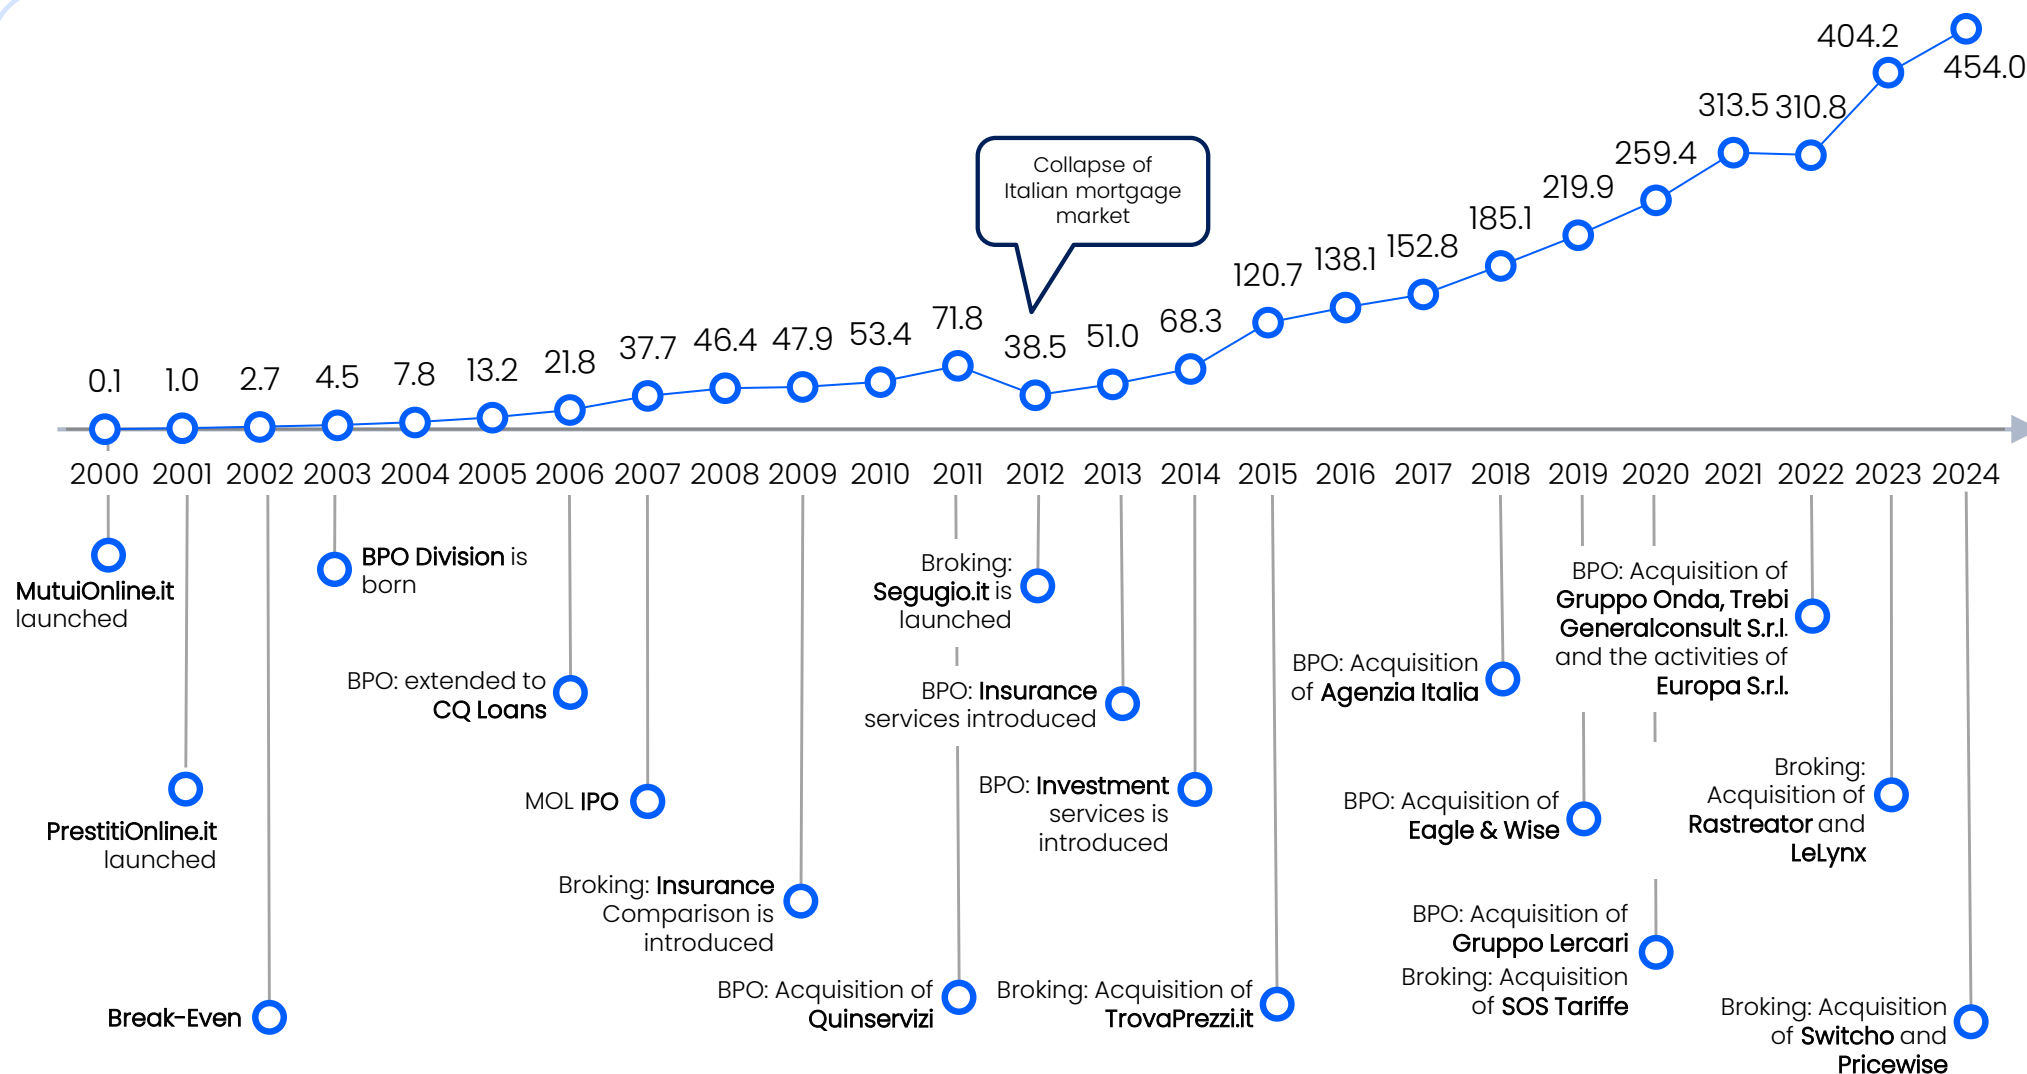 404.2
454.0
313.5 310.8
259.4
219.9
185.1
152.8
138.1
120.7
Collapse of
Italian mortgage
market
68.3
51.0
38.5
71.8
53.4
47.9
46.4
37.7
21.8
13.2
7.8
4.5
2.7
1.0
0.1
2000 2001 2002 2003 2004 2005 2006 2007 2008 2009 2010 2011 2012 2013 2014 2015 2016 2017 2018 2019 2020 2021 2022 2023 2024
MutuiOnline.it
launched
PrestitiOnline.it
launched
Break-Even
BPO Division is
born
BPO: extended to
CQ Loans
MOL IPO
Broking: Insurance
Comparison is
introduced
BPO: Acquisition of
Quinservizi
Broking:
Segugio.it is
launched
BPO: Insurance
services introduced
BPO: Investment
services is
introduced
Broking: Acquisition of
TrovaPrezzi.it
BPO: Acquisition
of Agenzia Italia
BPO: Acquisition of
Eagle & Wise
BPO: Acquisition of
Gruppo Lercari
Broking: Acquisition
of SOS Tariffe
BPO: Acquisition of
Gruppo Onda, Trebi
Generalconsult S.r.l.
and the activities of
Europa S.r.l.
Broking:
Acquisition of
Rastreator and
LeLynx
Broking: Acquisition
of Switcho and
Pricewise